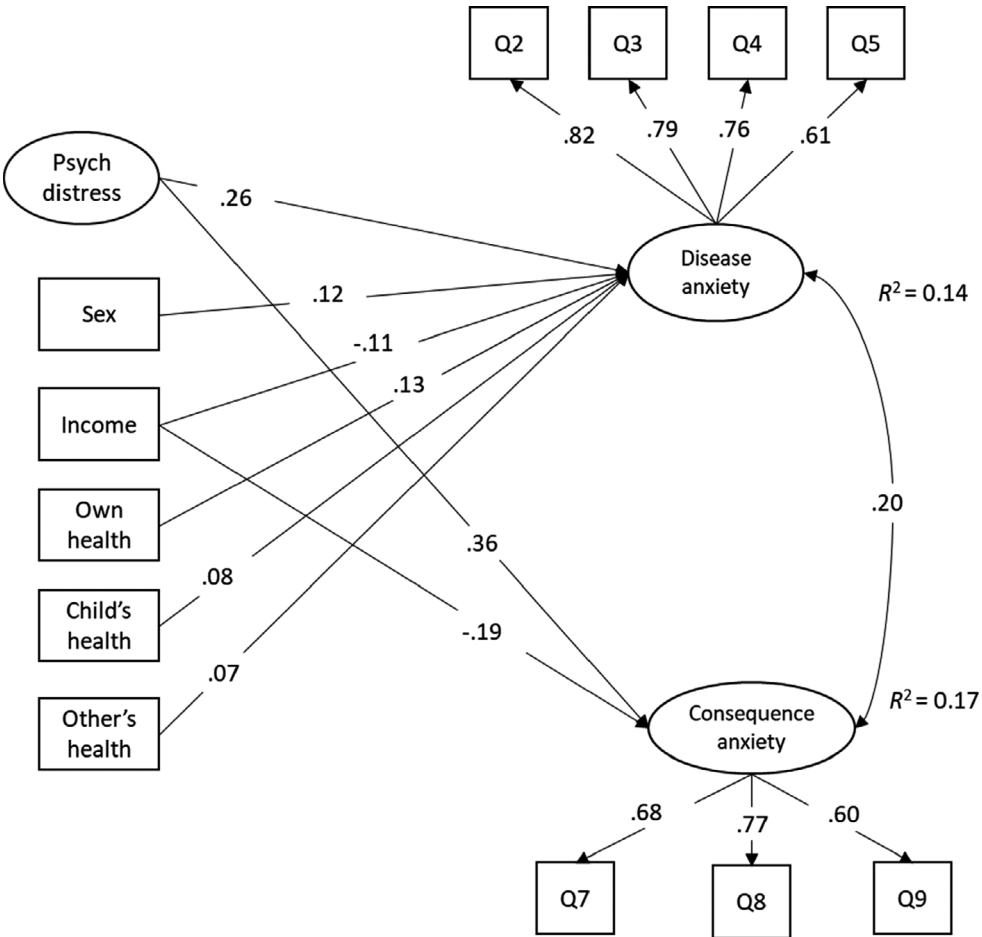 Q2 Q3 Q4 Q5
.82 .79 .76 .61
Psych
distress
.26
Disease
anxiety
R² = 0.14
Sex
.12
-.11
.13
Income
Own
health
.20
.36
.08
Child’s
health
-.19
.07
Other’s
health
Consequence
anxiety
R² = 0.17
.68 .77 .60
Q7 Q8 Q9